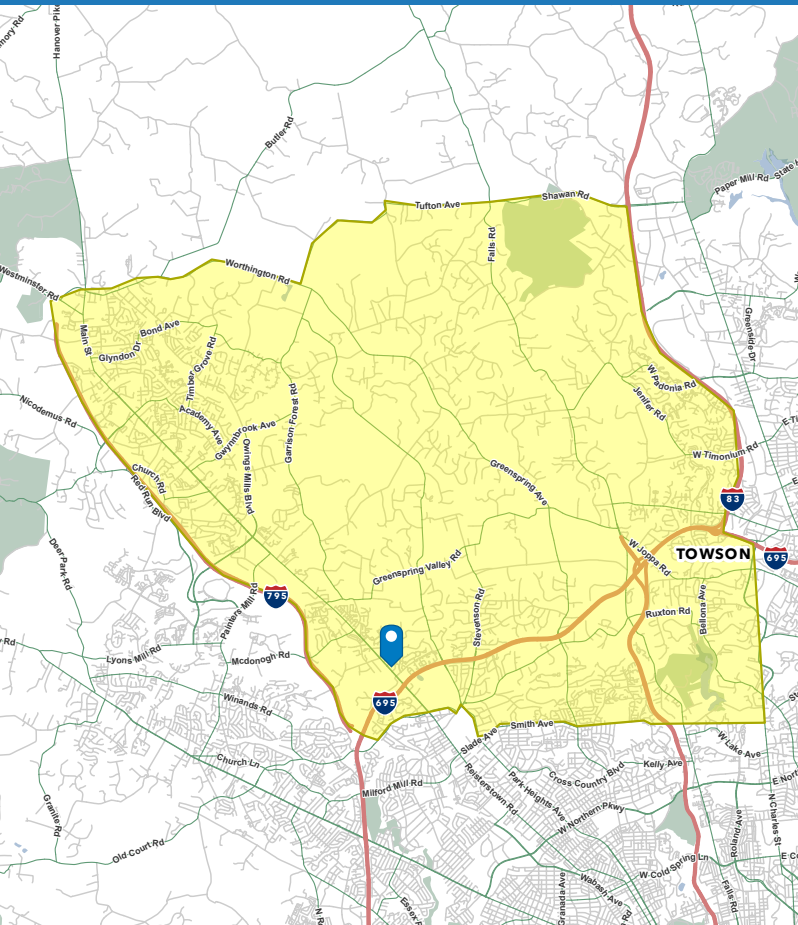 Hanover Pike
Butler Rd
Paper Mill Rd
Tufton Ave
Shawan Rd
Falls Rd
Westminster Rd
Worthington Rd
Main St
Bond Ave
Glyndon Dr
Timber Grove Rd
Greenside Dr
W Padonia Rd
Jenifer Rd
Nicodemus Rd
Academy Ave
Gwynnbrook Ave
Garrison Forest Rd
Owings Mills Blvd
W Timonium Rd
Church Rd
Red Run Blvd
Greenspring Ave
83
Deer Park Rd
W Joppa Rd
TOWSON
695
Greenspring Valley Rd
795
Painters Mill Rd
Stevenson Rd
Ruxton Rd
Bellona Ave
Lyons Mill Rd
Mcdonogh Rd
695
Winands Rd
Smith Ave
Slade Ave
W Lake Ave
Church Ln
Milford Mill Rd
Reisterstown Rd
Park Heights Ave
Cross Country Blvd
Kelly Ave
Granite Rd
W Northern Pkwy
N Charles St
Roland Ave
Old Court Rd
W Cold Spring Ln
Granada Ave
Wabash Ave
Falls Rd